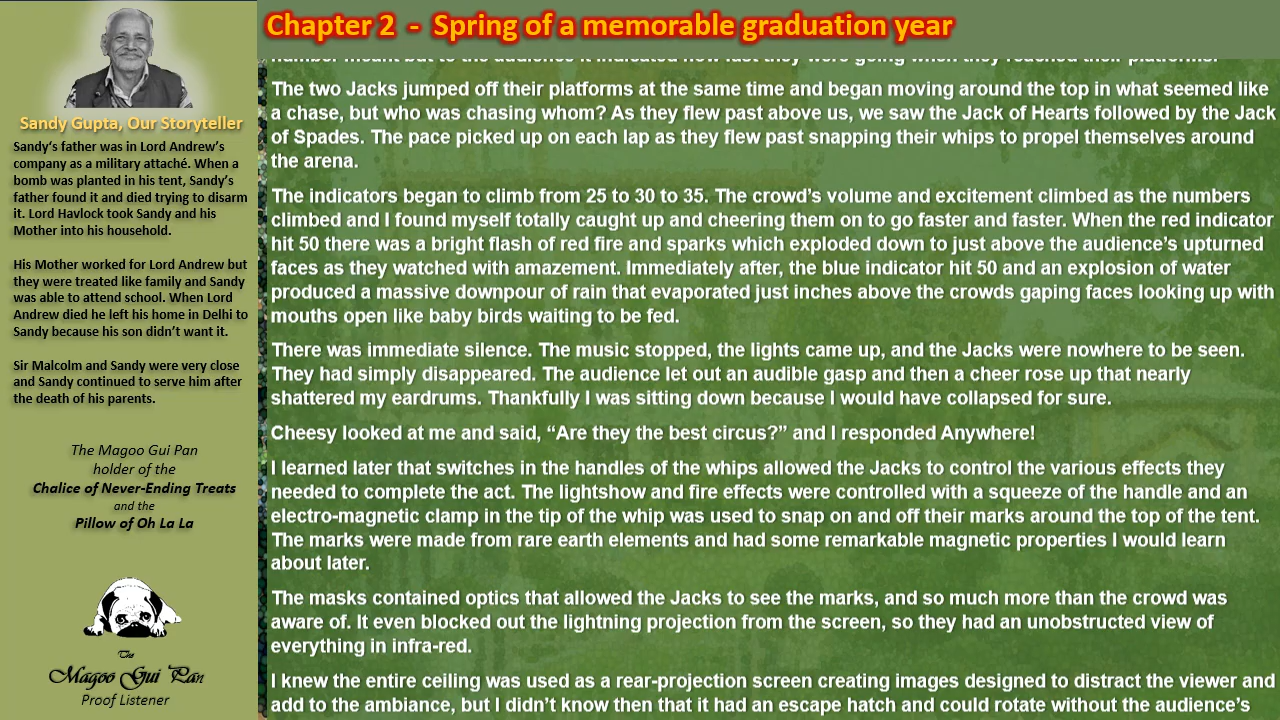 Chapter 2 - Spring of a memorable graduation year
Sandy Gupta, Our Storyteller
Sandy's father was in Lord Andrew's
company as a military attaché. When a
bomb was planted in his tent, Sandy's
father found it and died trying to disarm
it. Lord Havlock took Sandy and his
Mother into his household.
His Mother worked for Lord Andrew but
they were treated like family and Sandy
was able to attend school. When Lord
Andrew died he left his home in Delhi to
Sandy because his son didn't want it.
Sir Malcolm and Sandy were very close
and Sandy continued to serve him after
the death of his parents.
The Magoo Gui Pan
holder of the
Chalice of Never-Ending Treats
and the
Pillow of Oh La La
The
Magoo Gui Pan
Proof Listener
number meant but to the audience it indicated how fast they were going when they reached their platforms.
The two Jacks jumped off their platforms at the same time and began moving around the top in what seemed like
a chase, but who was chasing whom? As they flew past above us, we saw the Jack of Hearts followed by the Jack
of Spades. The pace picked up on each lap as they flew past snapping their whips to propel themselves around
the arena.
The indicators began to climb from 25 to 30 to 35. The crowd's volume and excitement climbed as the numbers
climbed and I found myself totally caught up and cheering them on to go faster and faster. When the red indicator
hit 50 there was a bright flash of red fire and sparks which exploded down to just above the audience's upturned
faces as they watched with amazement. Immediately after, the blue indicator hit 50 and an explosion of water
produced a massive downpour of rain that evaporated just inches above the crowds gaping faces looking up with
mouths open like baby birds waiting to be fed.
There was immediate silence. The music stopped, the lights came up, and the Jacks were nowhere to be seen.
They had simply disappeared. The audience let out an audible gasp and then a cheer rose up that nearly
shattered my eardrums. Thankfully I was sitting down because I would have collapsed for sure.
Cheesy looked at me and said, “Are they the best circus?” and I responded Anywhere!
I learned later that switches in the handles of the whips allowed the Jacks to control the various effects they
needed to complete the act. The lightshow and fire effects were controlled with a squeeze of the handle and an
electro-magnetic clamp in the tip of the whip was used to snap on and off their marks around the top of the tent.
The marks were made from rare earth elements and had some remarkable magnetic properties I would learn
about later.
The masks contained optics that allowed the Jacks to see the marks, and so much more than the crowd was
aware of. It even blocked out the lightning projection from the screen, so they had an unobstructed view of
everything in infra-red.
I knew the entire ceiling was used as a rear-projection screen creating images designed to distract the viewer and
add to the ambiance, but I didn't know then that it had an escape hatch and could rotate without the audience's